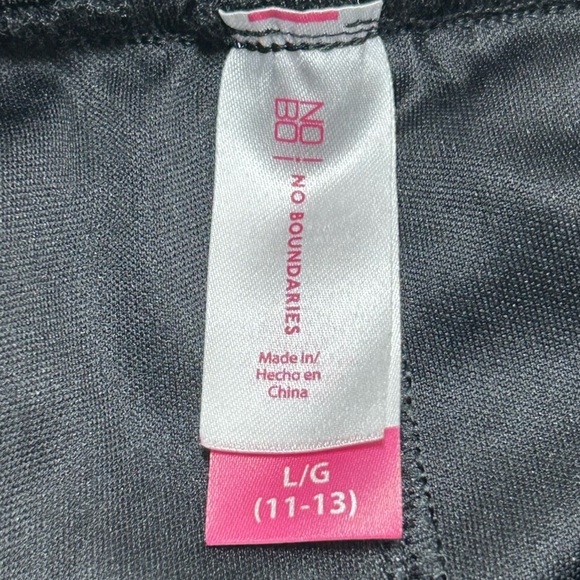 NO
BO
NO BOUNDARIES
Made in/
Hecho en
China
L/G
(11-13)